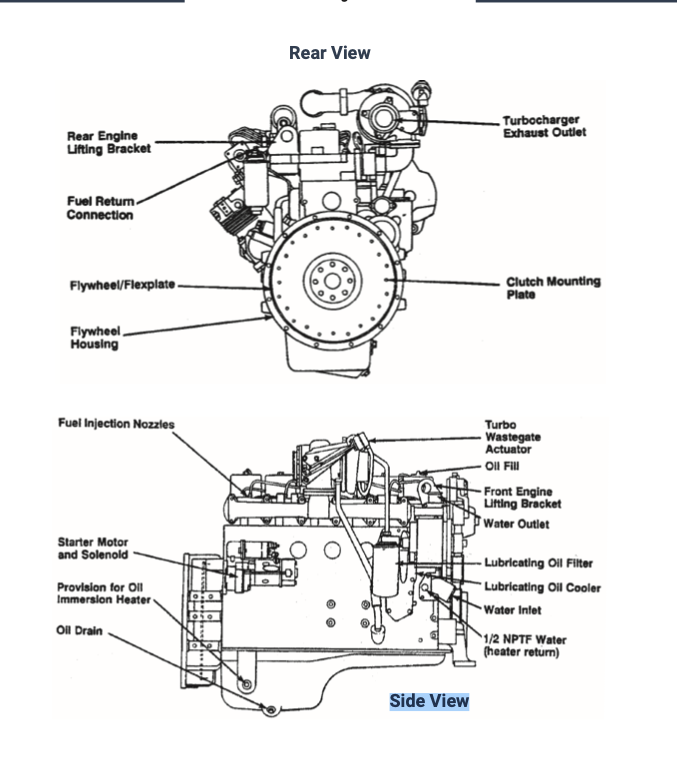 Rear View
Rear Engine
Lifting Bracket
Turbocharger
Exhaust Outlet
Fuel Return
Connection
Flywheel/Flexplate
Clutch Mounting
Plate
Flywheel
Housing
Fuel Injection Nozzles
Turbo
Wastegate
Actuator
Oil Fill
Front Engine
Lifting Bracket
Water Outlet
Starter Motor
and Solenoid
Lubricating Oil Filter
Provision for Oil
Immersion Heater
Lubricating Oil Cooler
Water Inlet
Oil Drain
1/2 NPTF Water
(heater return)
Side View